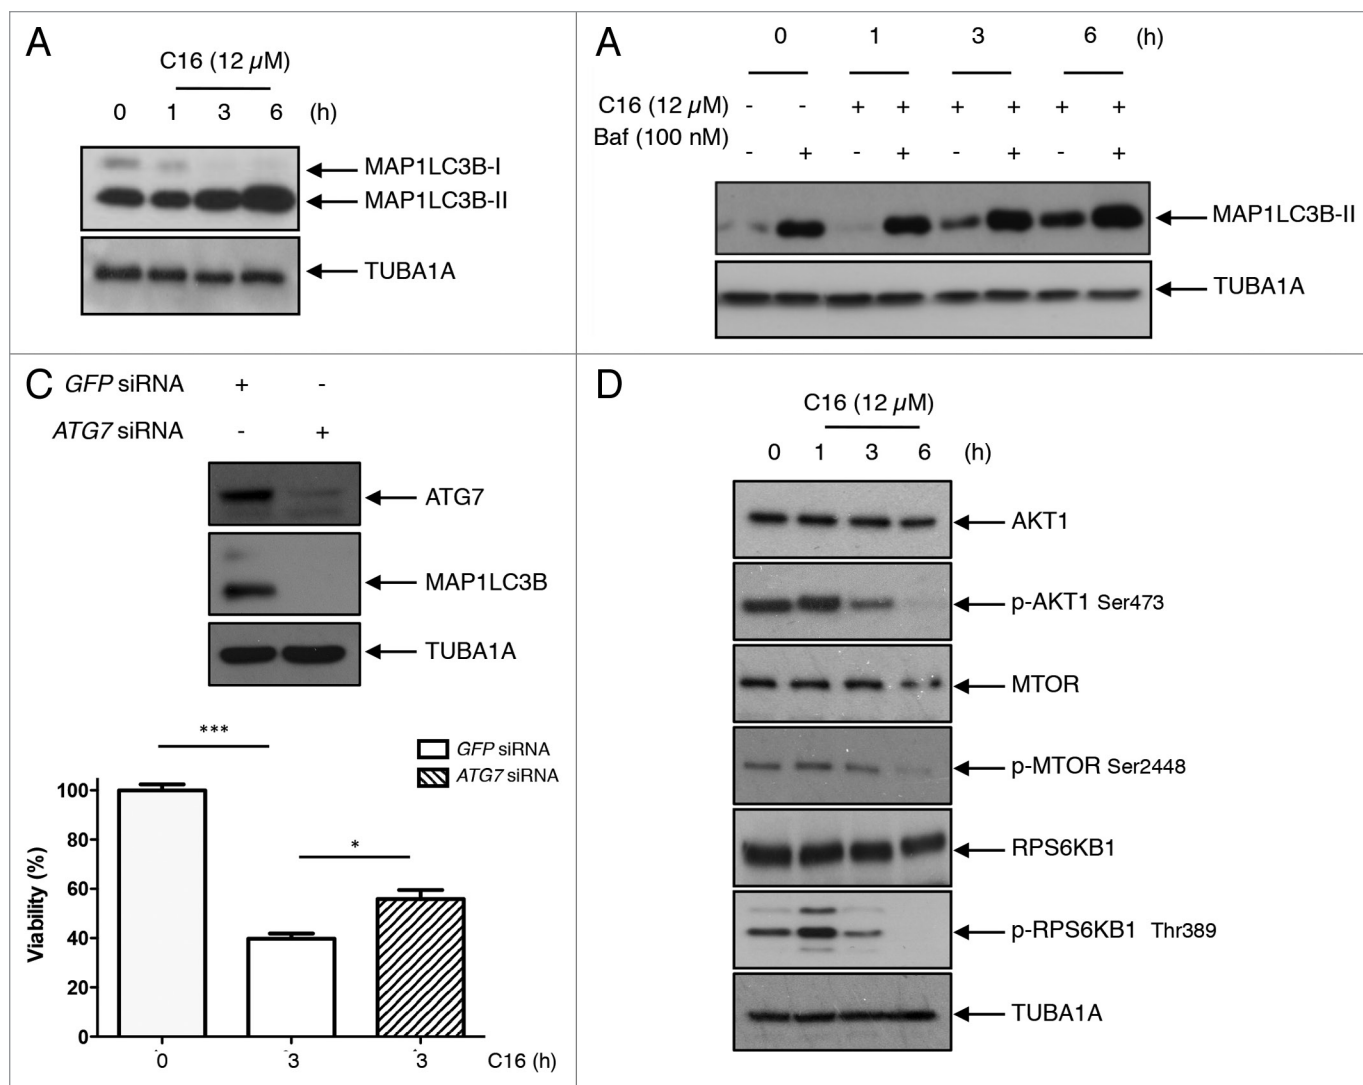 A
C16 (12 µM)
0 1 3 6 (h)
MAP1LC3B-I
MAP1LC3B-II
TUBA1A
A
0 1 3 6 (h)
C16 (12 µM) - - + + + + + +
Baf (100 nM)
- + - + - + - +
MAP1LC3B-II
TUBA1A
C
GFP siRNA + -
ATG7 siRNA - +
ATG7
MAP1LC3B
TUBA1A
***
GFP siRNA
ATG7 siRNA
*
Viability (%)
100
80
60
40
20
0
0 3 3 C16 (h)
D
C16 (12 µM)
0 1 3 6 (h)
AKT1
p-AKT1 Ser473
MTOR
p-MTOR Ser2448
RPS6KB1
p-RPS6KB1 Thr389
TUBA1A